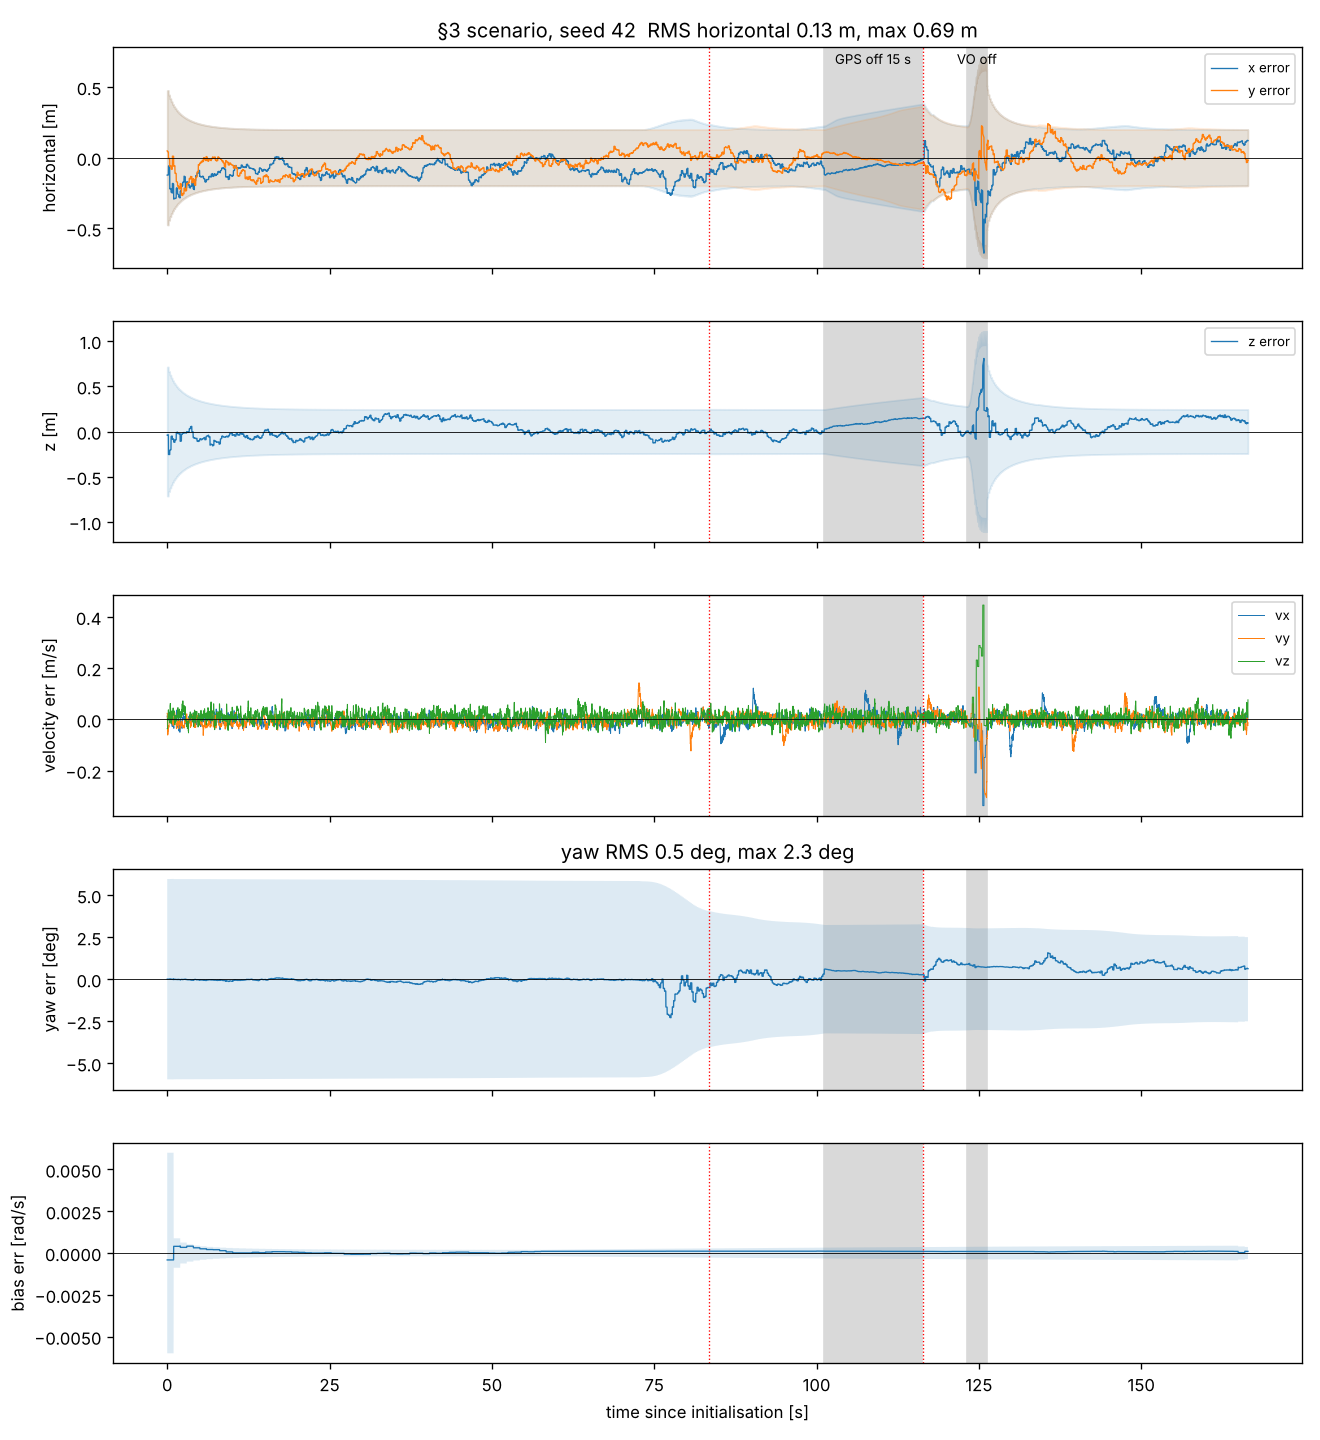 §3 scenario, seed 42  RMS horizontal 0.13 m, max 0.69 m
GPS off 15 s
VO off
x error
y error
horizontal [m]
0.5
0.0
−0.5
z error
z [m]
1.0
0.5
0.0
−0.5
−1.0
vx
vy
vz
velocity err [m/s]
0.4
0.2
0.0
−0.2
yaw RMS 0.5 deg, max 2.3 deg
yaw err [deg]
5.0
2.5
0.0
−2.5
−5.0
bias err [rad/s]
0.0050
0.0025
0.0000
−0.0025
−0.0050
0 25 50 75 100 125 150
time since initialisation [s]